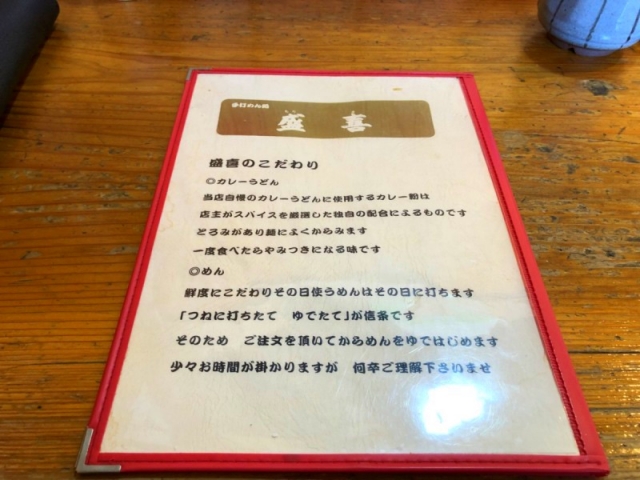 手打めん処
盛喜
盛喜のこだわり
◎カレーうどん
当店自慢のカレーうどんに使用するカレー粉は
店主がスパイスを厳選した独自の配合によるものです
とろみがあり麺によくからみます
一度食べたらやみつきになる味です
◎めん
鮮度にこだわりその日使うめんはその日に打ちます
「つねに打ちたて　ゆでたて」が信条です
そのため　ご注文を頂いてからめんをゆではじめます
少々お時間が掛かりますが　何卒ご理解下さいませ